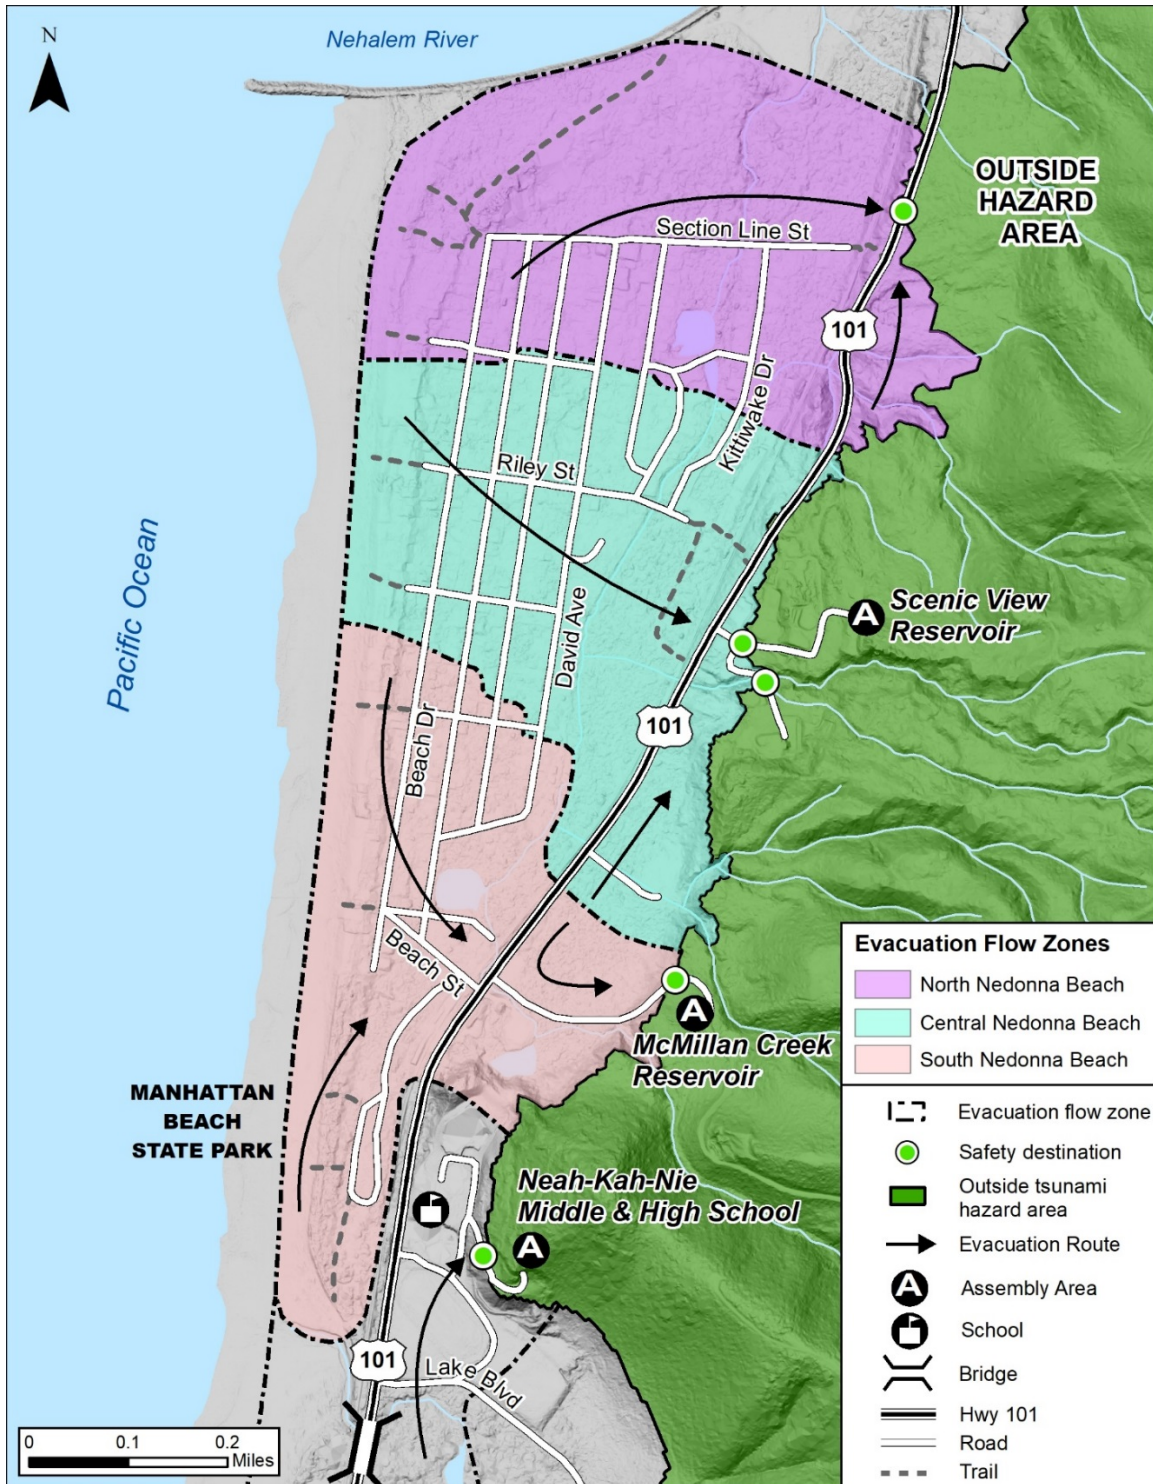 N
Nehalem River
OUTSIDE
HAZARD
AREA
Section Line St
101
Kittiwake Dr
Riley St
Pacific Ocean
Scenic View
Reservoir
A
David Ave
101
Beach Dr
Beach St
A
McMillan Creek
Reservoir
MANHATTAN
BEACH
STATE PARK
Neah-Kah-Nie
Middle & High School
A
101
Lake Blvd
0 0.1 0.2
Miles
Evacuation Flow Zones
North Nedonna Beach
Central Nedonna Beach
South Nedonna Beach
Evacuation flow zone
Safety destination
Outside tsunami
hazard area
Evacuation Route
A Assembly Area
School
Bridge
Hwy 101
Road
Trail